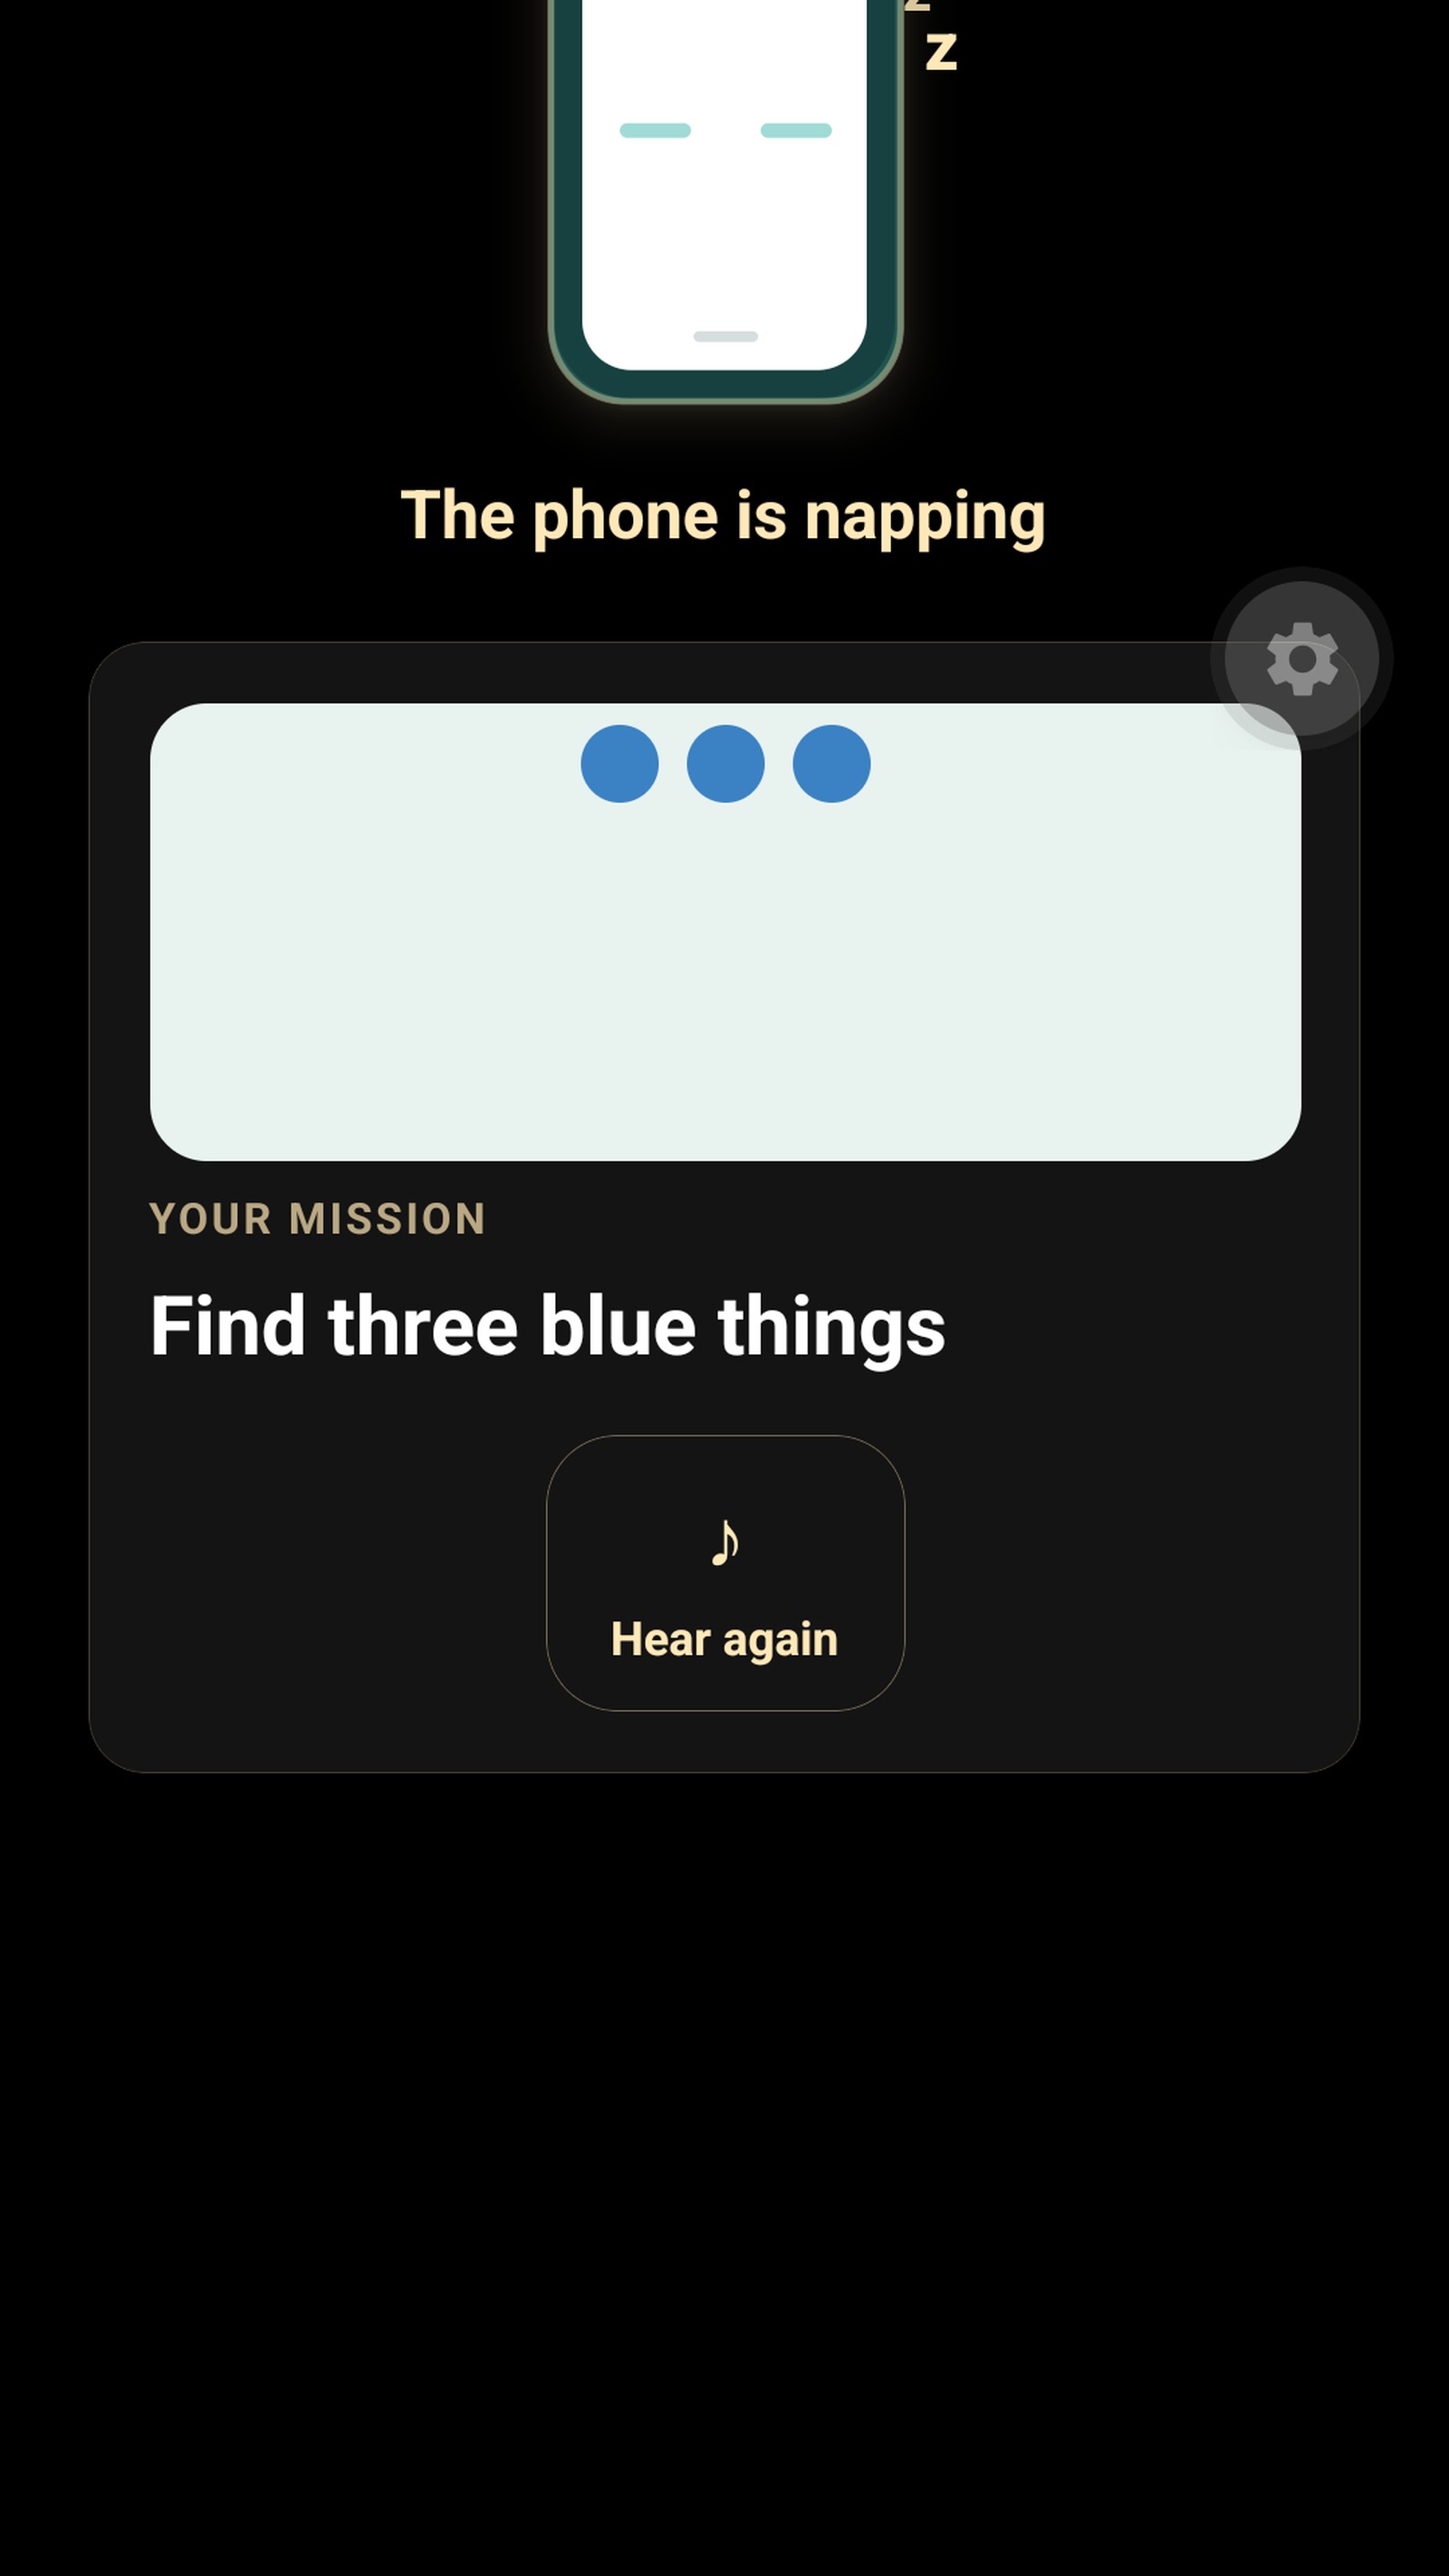 z
z
The phone is napping
YOUR MISSION
Find three blue things
♪
Hear again